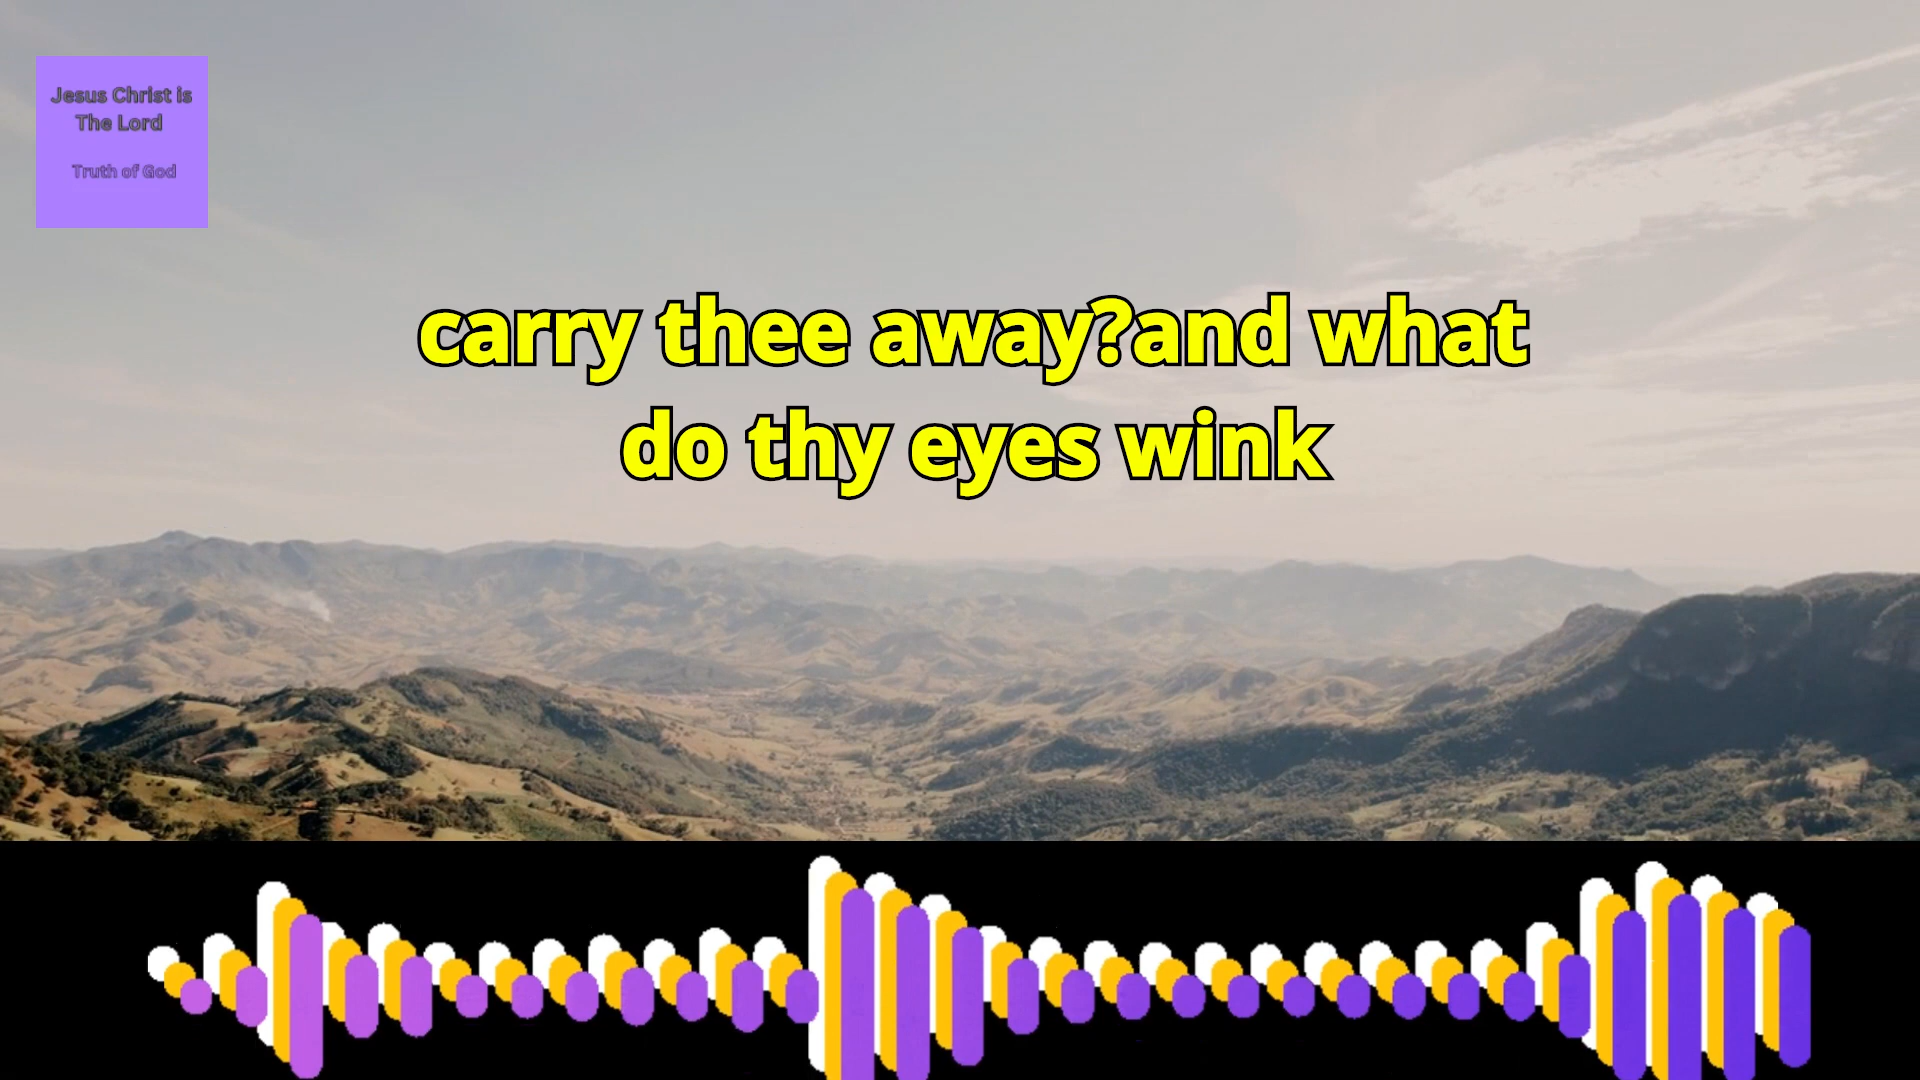 Jesus Christ is
The Lord
Truth of God
carry thee away?and what
do thy eyes wink